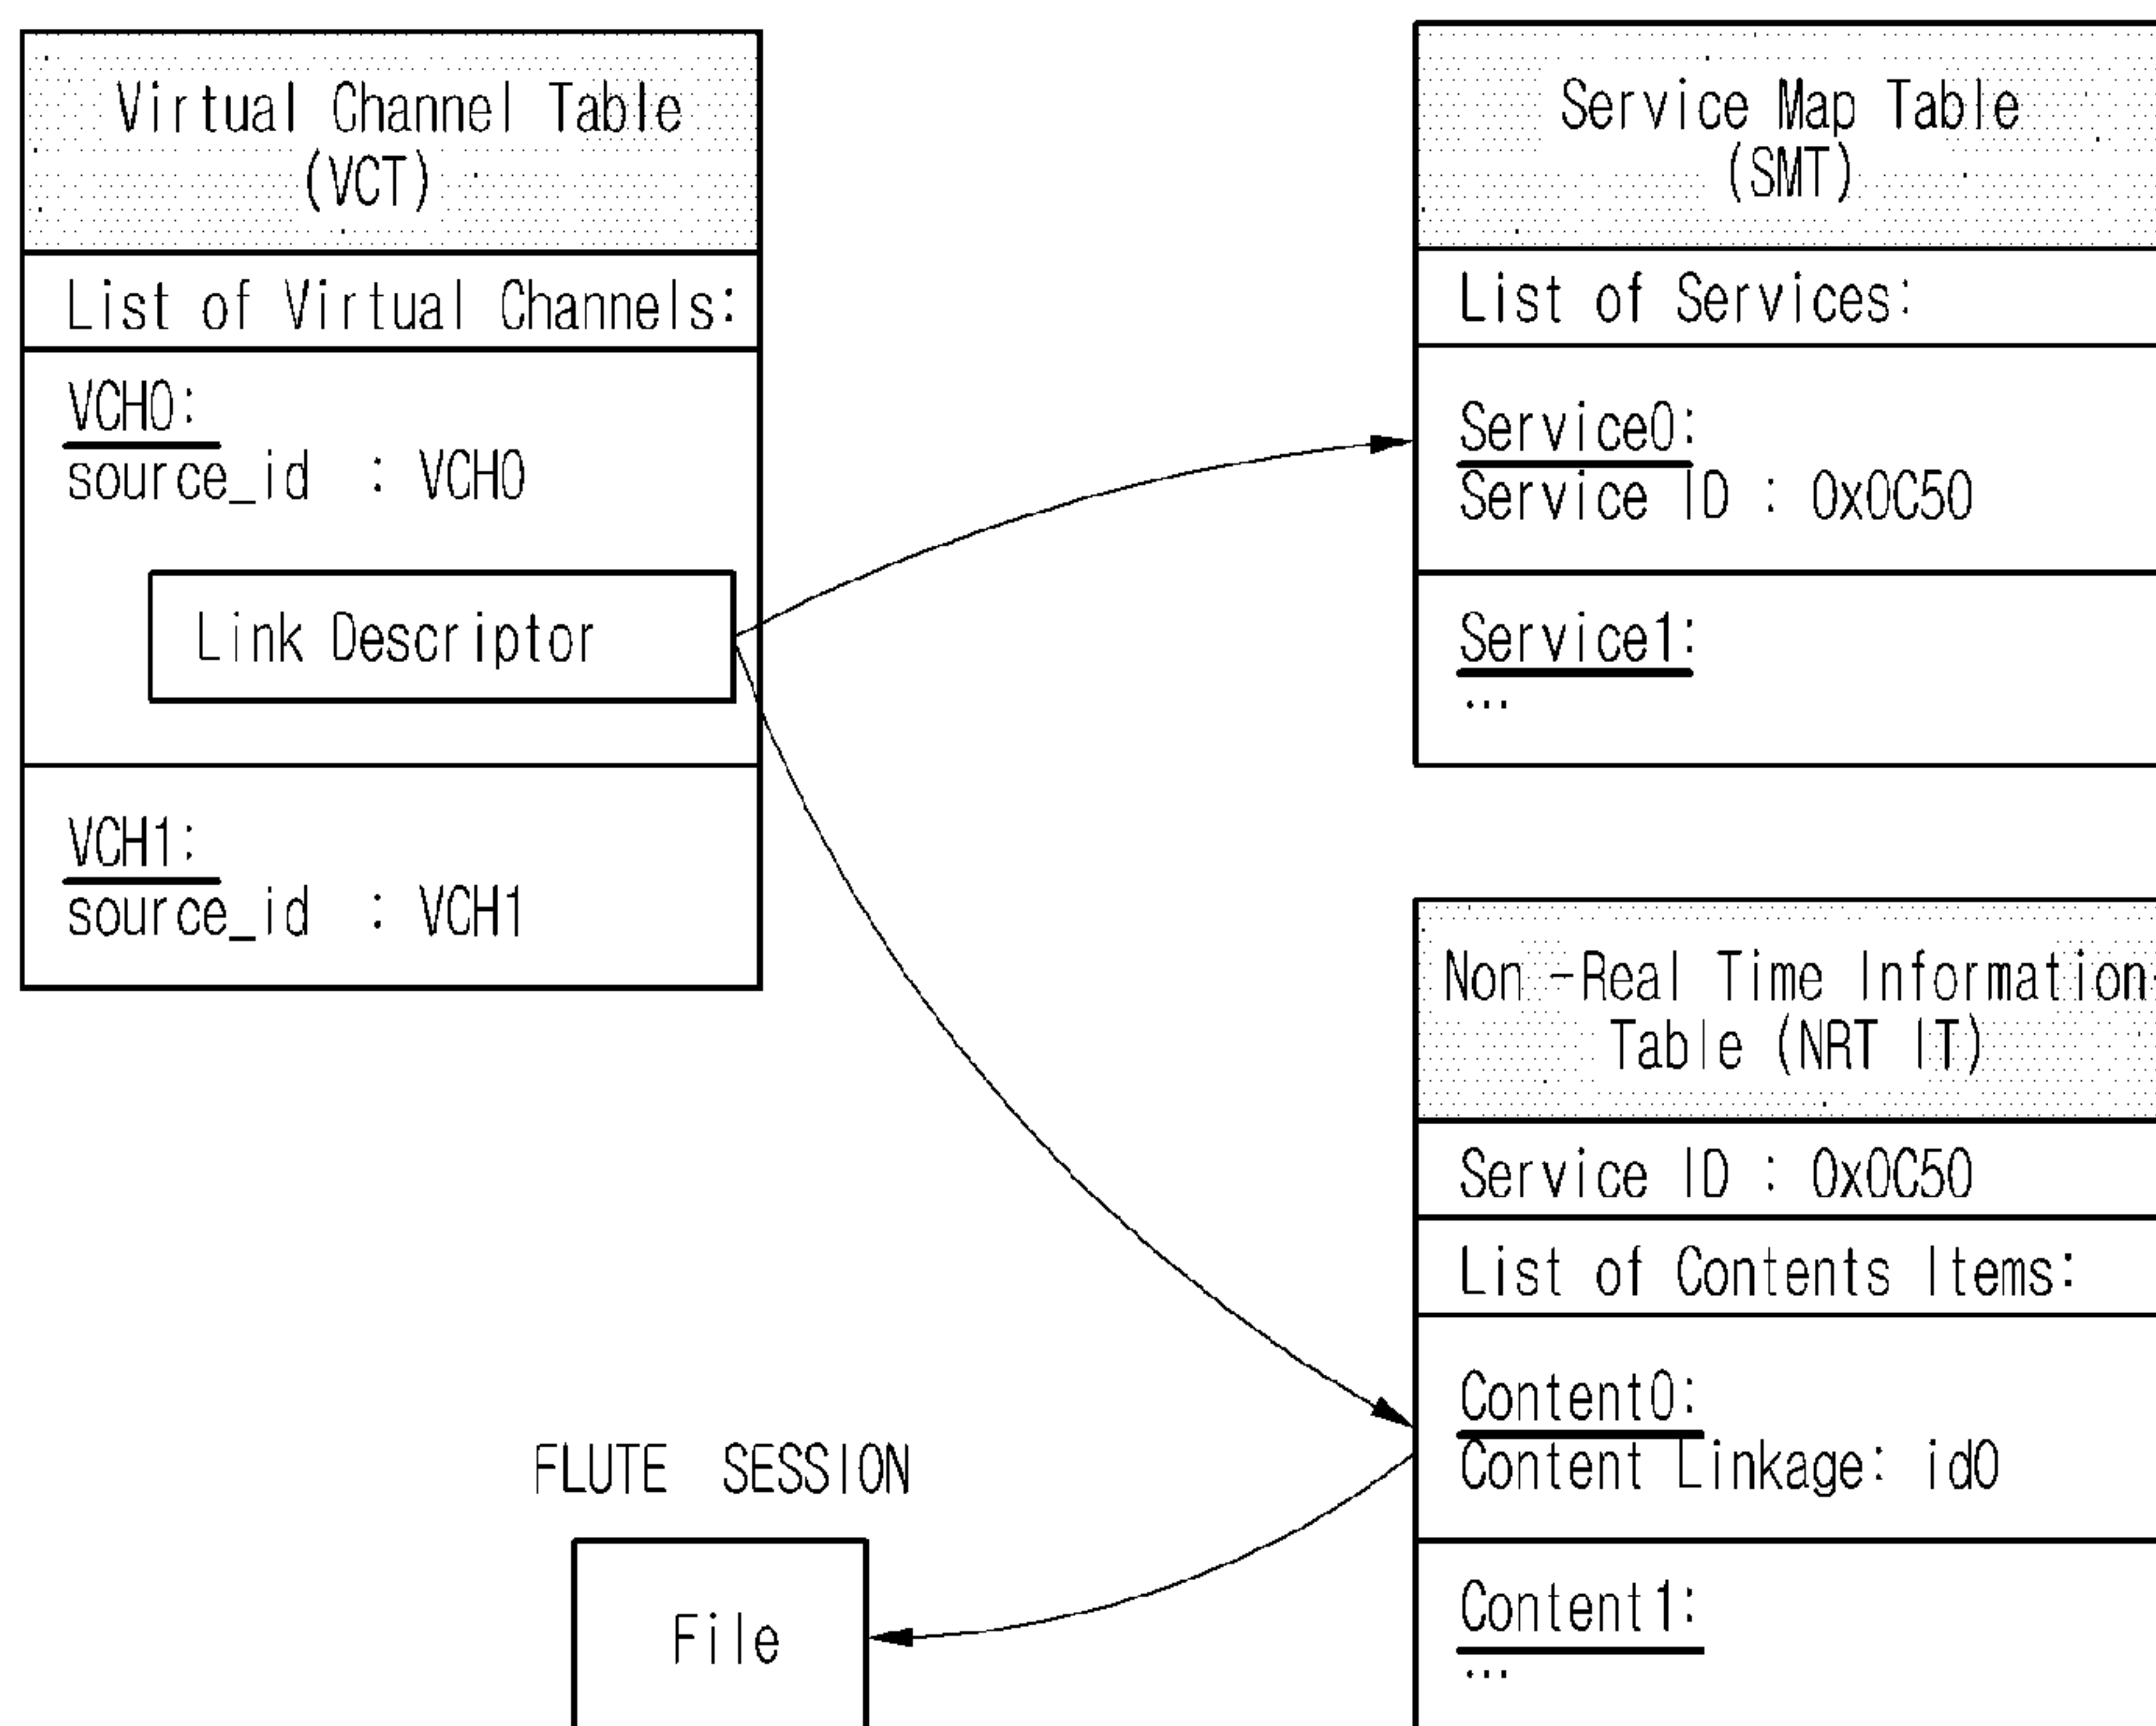 Virtual Channel Table
(VCT)
List of Virtual Channels:
VCH0:
source_id : VCH0
Link Descriptor
VCH1:
source_id : VCH1
Service Map Table
(SMT)
List of Services:
Service0:
Service ID : 0x0C50
Service1:
...
Non-Real Time Information
Table (NRT IT)
Service ID : 0x0C50
List of Contents Items:
Content0:
Content Linkage: id0
Content1:
...
FLUTE SESSION
File